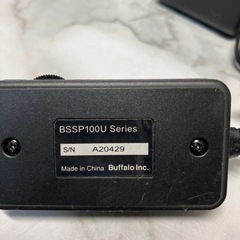 BSSP100U Series
S/N A20429
Made in China Buffalo Inc.